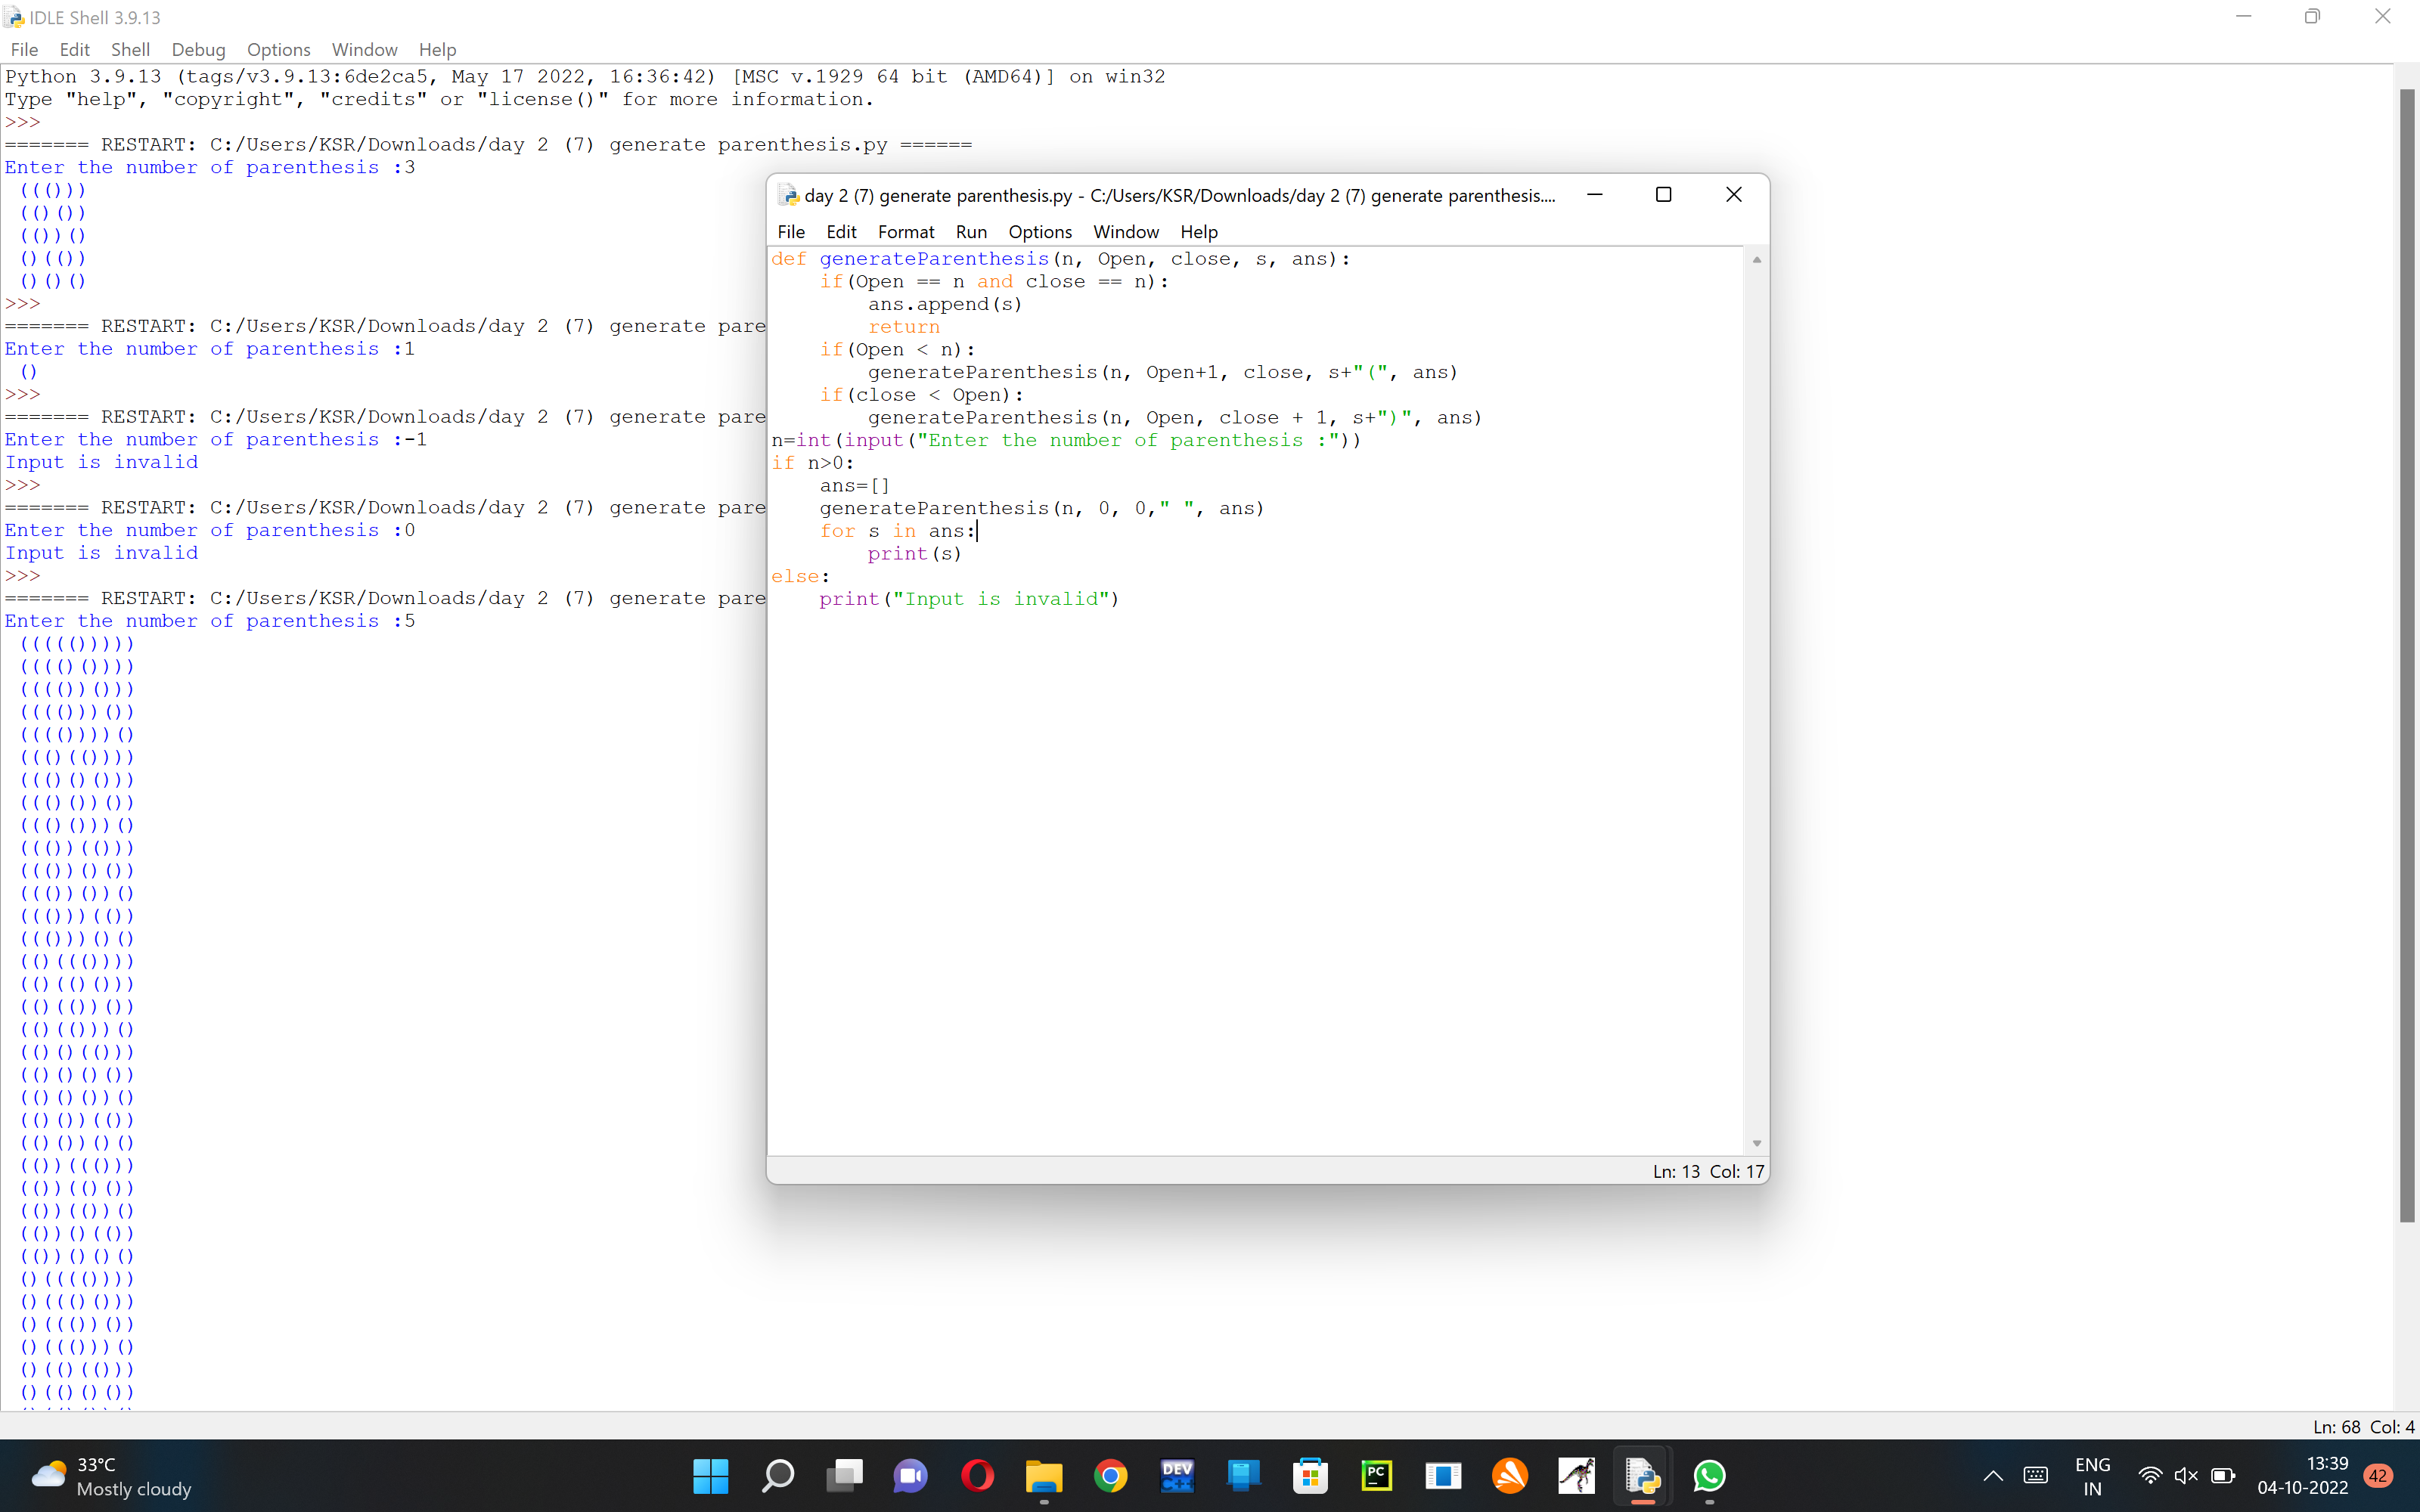 IDLE Shell 3.9.13
File Edit Shell Debug Options Window Help
Python 3.9.13 (tags/v3.9.13:6de2ca5, May 17 2022, 16:36:42) [MSC v.1929 64 bit (AMD64)] on win32
Type "help", "copyright", "credits" or "license()" for more information.
>>>
======= RESTART: C:/Users/KSR/Downloads/day 2 (7) generate parenthesis.py ======
Enter the number of parenthesis :3
 ((()))
 (()())
 (())()
 ()(())
 ()()()
>>>
======= RESTART: C:/Users/KSR/Downloads/day 2 (7) generate pare
Enter the number of parenthesis :1
 ()
>>>
======= RESTART: C:/Users/KSR/Downloads/day 2 (7) generate pare
Enter the number of parenthesis :-1
Input is invalid
>>>
======= RESTART: C:/Users/KSR/Downloads/day 2 (7) generate pare
Enter the number of parenthesis :0
Input is invalid
>>>
======= RESTART: C:/Users/KSR/Downloads/day 2 (7) generate pare
Enter the number of parenthesis :5
 ((((()))))
 (((()())))
 (((())()))
 (((()))())
 (((())))()
 ((()(())))
 ((()()()))
 ((()())())
 ((()()))()
 ((())(()))
 ((())()())
 ((())())()
 ((()))(())
 ((()))()()
 (()((())))
 (()(()()))
 (()(())())
 (()(()))()
 (()()(()))
 (()()()())
 (()()())()
 (()())(())
 (()())()()
 (())((()))
 (())(()())
 (())(())()
 (())()(())
 (())()()()
 ()(((())))
 ()((()()))
 ()((())())
 ()((()))()
 ()(()(()))
 ()(()()())
Ln: 68 Col: 4
day 2 (7) generate parenthesis.py - C:/Users/KSR/Downloads/day 2 (7) generate parenthesis....
File Edit Format Run Options Window Help
def generateParenthesis(n, Open, close, s, ans):
    if(Open == n and close == n):
        ans.append(s)
        return
    if(Open < n):
        generateParenthesis(n, Open+1, close, s+"(", ans)
    if(close < Open):
        generateParenthesis(n, Open, close + 1, s+")", ans)
n=int(input("Enter the number of parenthesis :"))
if n>0:
    ans=[]
    generateParenthesis(n, 0, 0," ", ans)
    for s in ans:
        print(s)
else:
    print("Input is invalid")
Ln: 13 Col: 17
33°C
Mostly cloudy
DEV
C++
PC
ENG
IN
13:39
04-10-2022
42